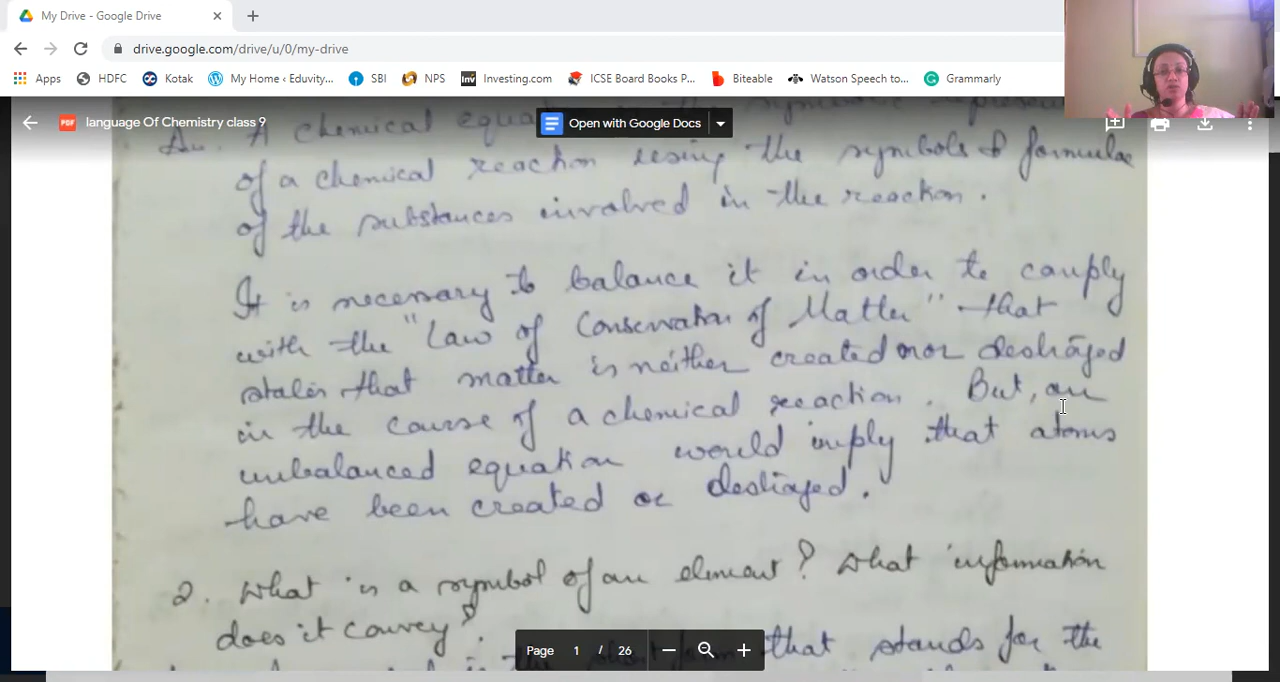 My Drive - Google Drive
drive.google.com/drive/u/0/my-drive
Apps HDFC Kotak My Home ‹ Eduvity... SBI NPS Investing.com ICSE Board Books P... Biteable Watson Speech to... Grammarly
PDF language Of Chemistry class 9
Open with Google Docs
An. A chemical
of a chemical reaction using the symbols & formulae
of the substances involved in the reaction.
It is necessary to balance it in order to comply
with the "Law of Conservation of Matter" that
states that matter is neither created nor destroyed
in the course of a chemical reaction. But, an
unbalanced equation would imply that atoms
have been created or destroyed.
2. What is a symbol of an element? What information
does it convey?
that stands for the
Page 1 / 26